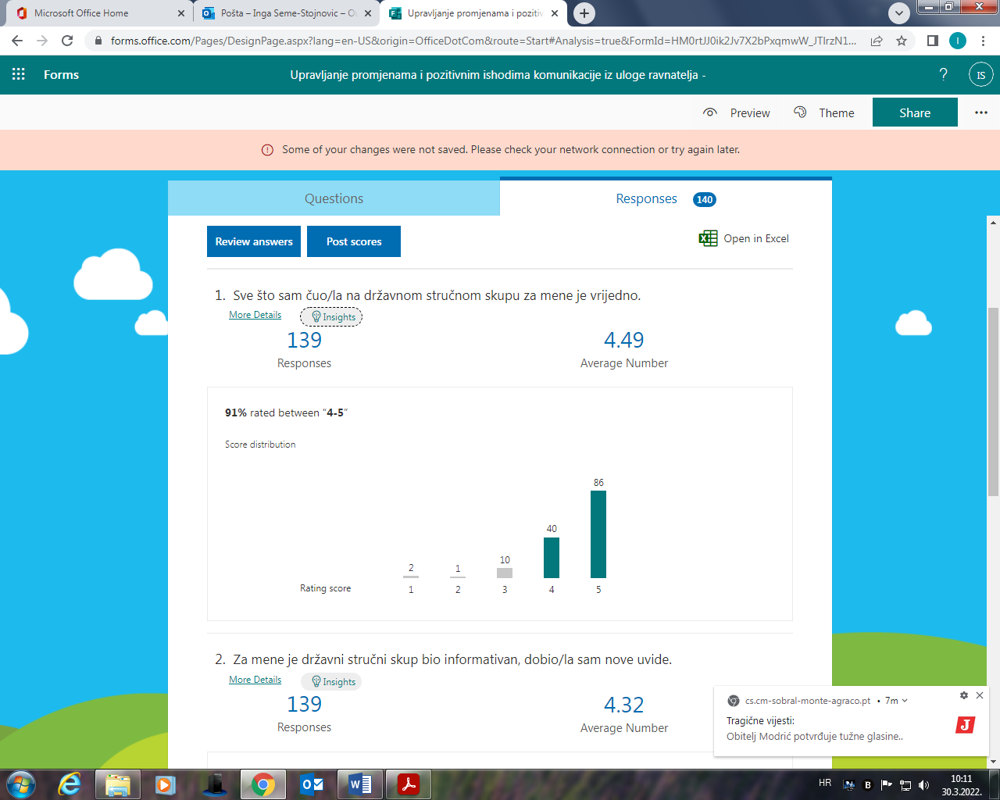 Microsoft Office Home
Pošta – Inga Seme-Stojnovic – O
Upravljanje promjenama i pozitiv
forms.office.com/Pages/DesignPage.aspx?lang=en-US&origin=OfficeDotCom&route=Start#Analysis=true&FormId=HM0rtJJ0ik2Jv7X2bPxqmwW_JTlrzN1...
I
Forms
Upravljanje promjenama i pozitivnim ishodima komunikacije iz uloge ravnatelja -
?
IS
Preview
Theme
Share
Some of your changes were not saved. Please check your network connection or try again later.
Questions
Responses 140
Review answers
Post scores
Open in Excel
1. Sve što sam čuo/la na državnom stručnom skupu za mene je vrijedno.
More Details
Insights
139
Responses
4.49
Average Number
91% rated between “4-5”
Score distribution
86
40
10
2
1
Rating score 1 2 3 4 5
2. Za mene je državni stručni skup bio informativan, dobio/la sam nove uvide.
More Details
Insights
139
Responses
4.32
Average Number
cs.cm-sobral-monte-agraco.pt • 7m
Tragične vijesti:
Obitelj Modrić potvrđuje tužne glasine..
J
HR
10:11
30.3.2022.